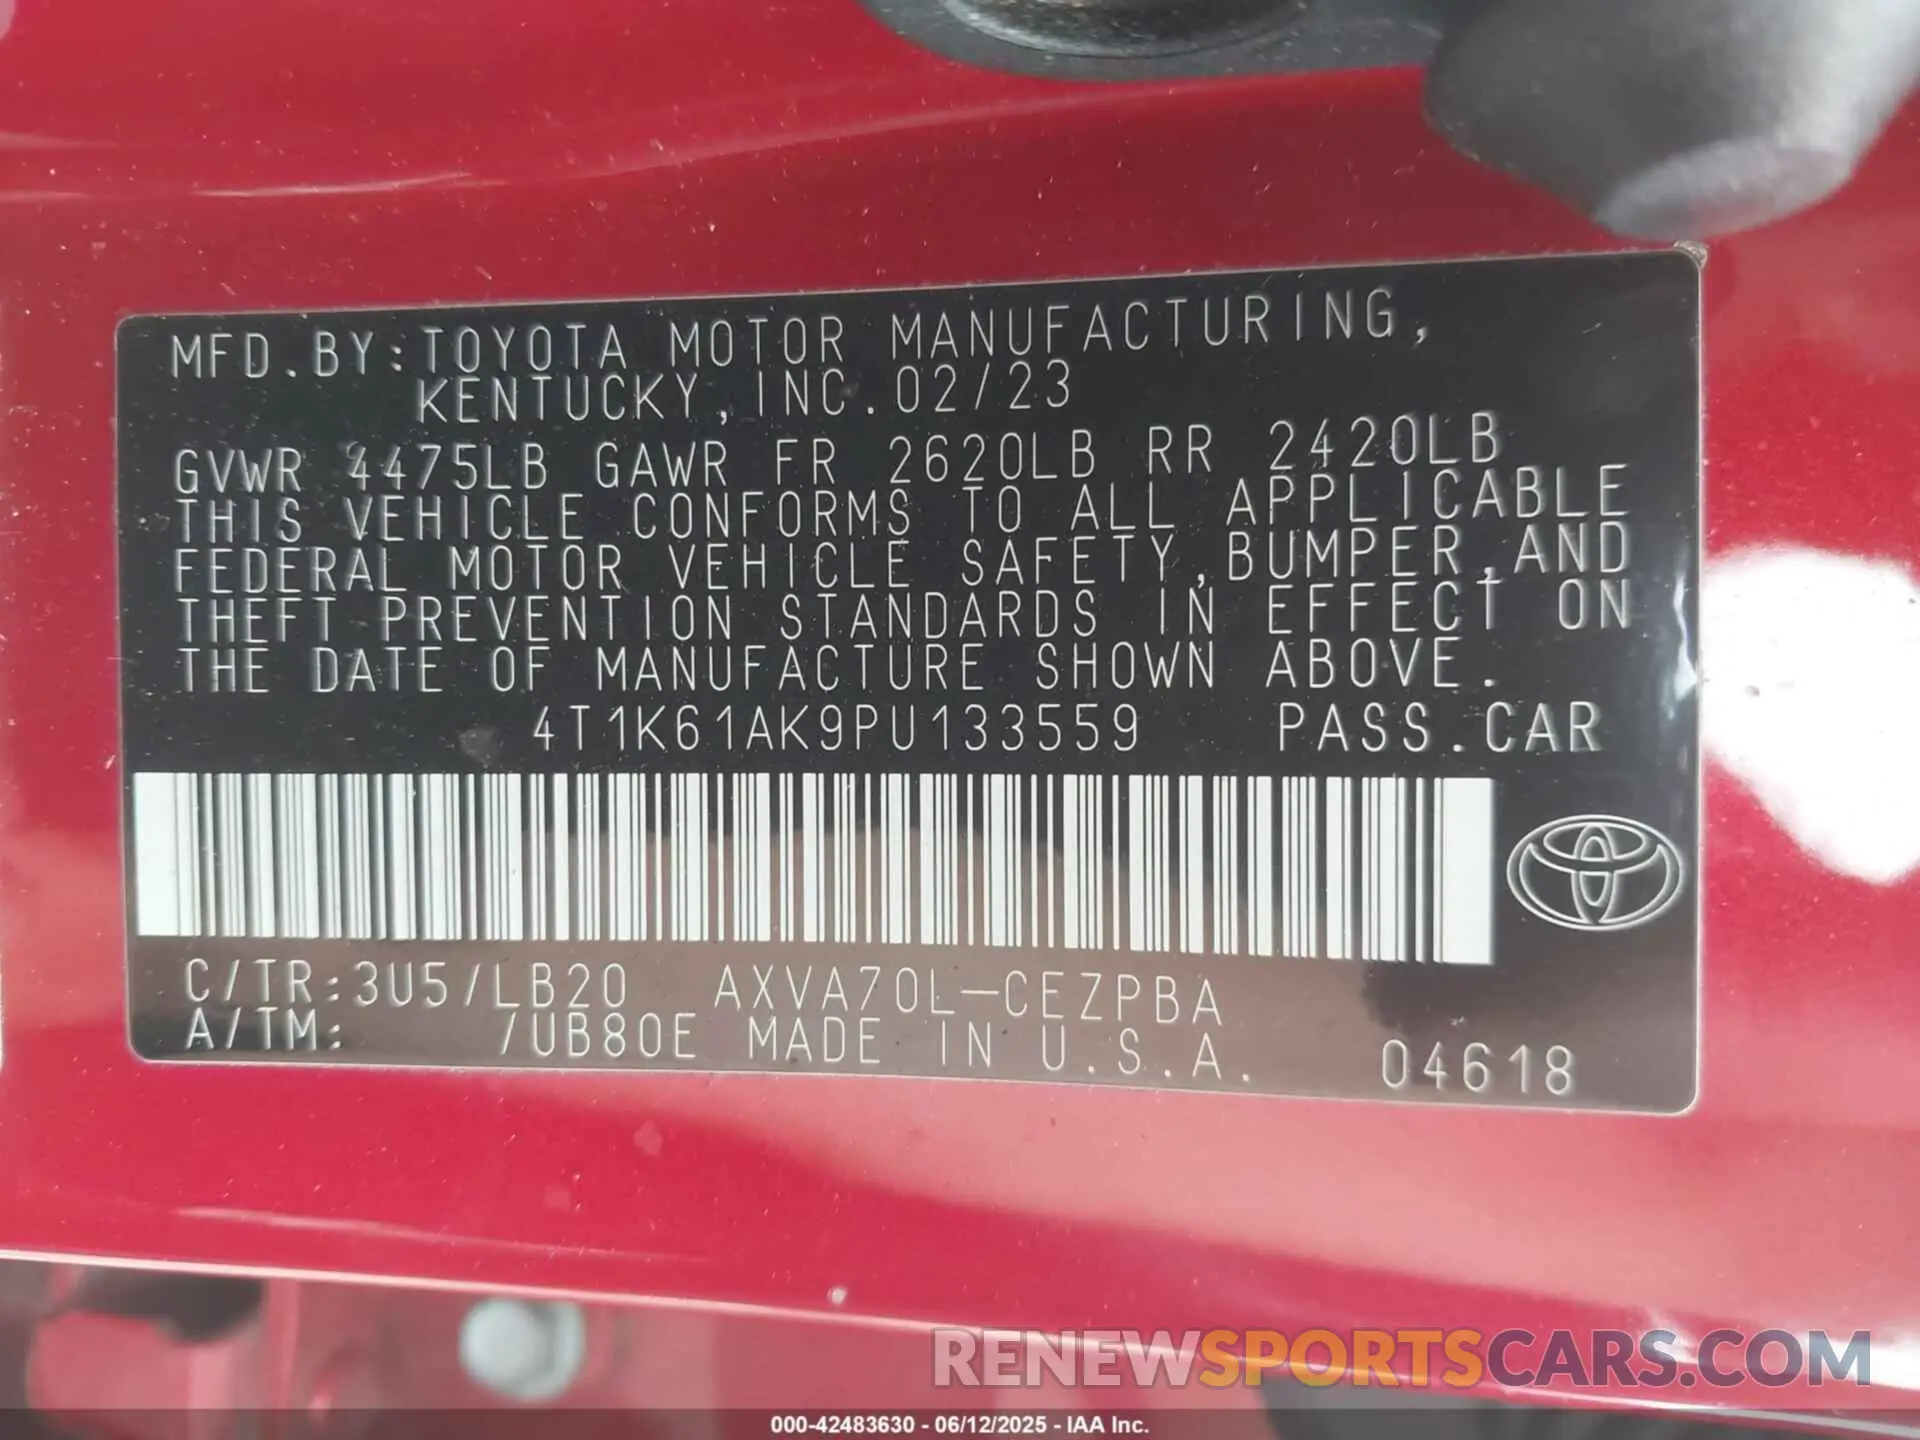 MFD.BY:TOYOTA MOTOR MANUFACTURING,
KENTUCKY,INC.02/23
GVWR 4475LB GAWR FR 2620LB RR 2420LB
THIS VEHICLE CONFORMS TO ALL APPLICABLE
FEDERAL MOTOR VEHICLE SAFETY,BUMPER,AND
THEFT PREVENTION STANDARDS IN EFFECT ON
THE DATE OF MANUFACTURE SHOWN ABOVE.
4T1K61AK9PU133559 PASS.CAR
C/TR:3U5/LB20 AXVA70L-CEZPBA
A/TM: /UB80E MADE IN U.S.A. 04618
RENEWSPORTSCARS.COM
000-42483630 - 06/12/2025 - IAA Inc.